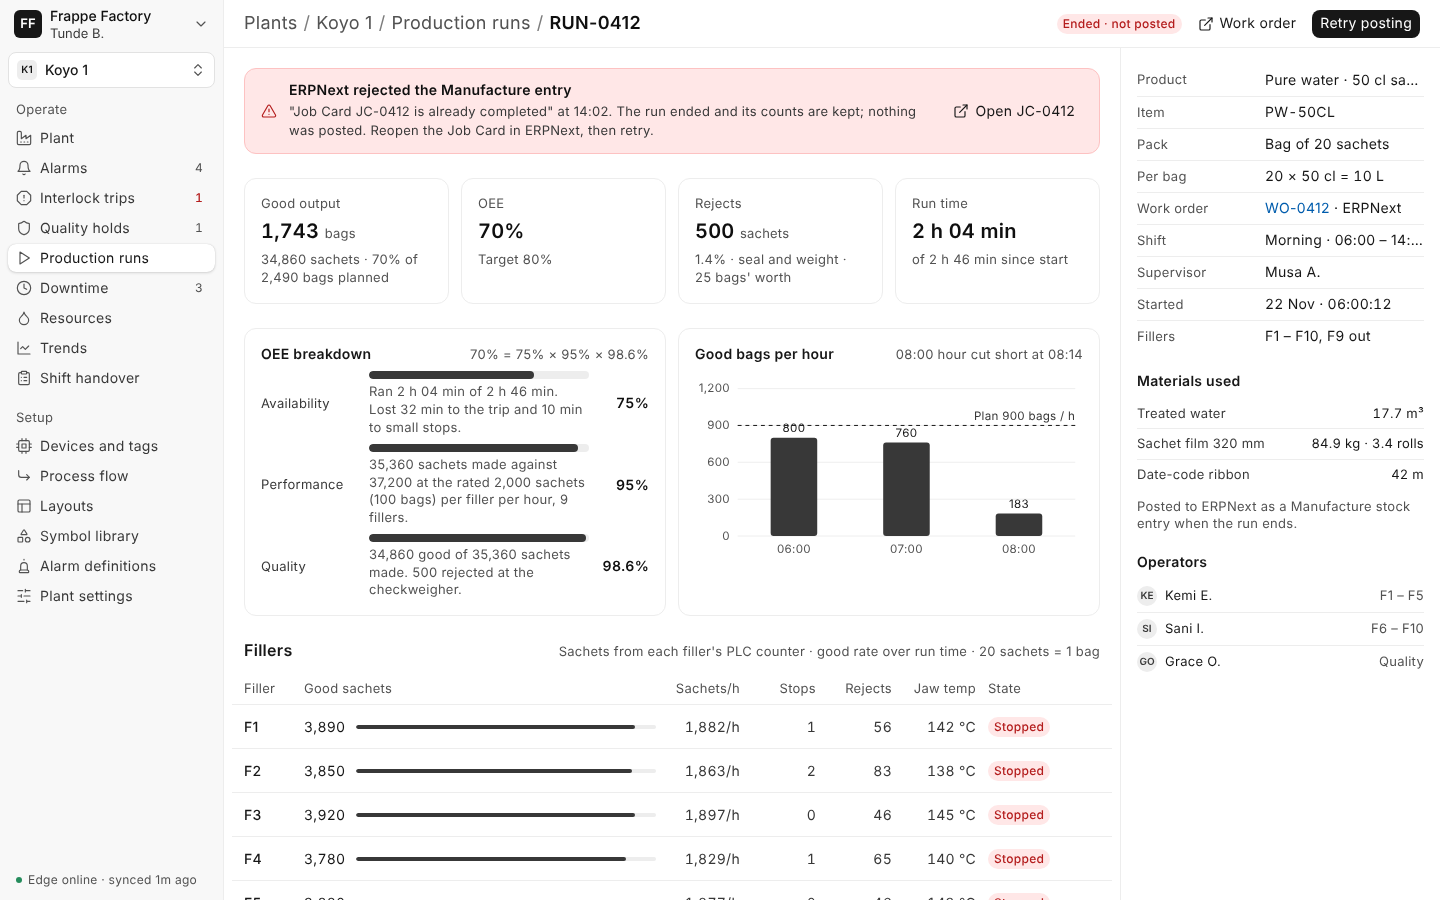 FF
Frappe Factory
Tunde B.
K1 Koyo 1
Operate
Plant
Alarms 4
Interlock trips 1
Quality holds 1
Production runs
Downtime 3
Resources
Trends
Shift handover
Setup
Devices and tags
Process flow
Layouts
Symbol library
Alarm definitions
Plant settings
Edge online · synced 1m ago
Plants / Koyo 1 / Production runs / RUN-0412
Ended · not posted
Work order
Retry posting
ERPNext rejected the Manufacture entry
"Job Card JC-0412 is already completed" at 14:02. The run ended and its counts are kept; nothing
was posted. Reopen the Job Card in ERPNext, then retry.
Open JC-0412
Good output
1,743 bags
34,860 sachets · 70% of
2,490 bags planned
OEE
70%
Target 80%
Rejects
500 sachets
1.4% · seal and weight ·
25 bags' worth
Run time
2 h 04 min
of 2 h 46 min since start
OEE breakdown 70% = 75% × 95% × 98.6%
Availability
Ran 2 h 04 min of 2 h 46 min.
Lost 32 min to the trip and 10 min
to small stops.
75%
Performance
35,360 sachets made against
37,200 at the rated 2,000 sachets
(100 bags) per filler per hour, 9
fillers.
95%
Quality
34,860 good of 35,360 sachets
made. 500 rejected at the
checkweigher.
98.6%
Good bags per hour 08:00 hour cut short at 08:14
1,200
900
600
300
0
Plan 900 bags / h
800
760
183
06:00 07:00 08:00
Fillers
Sachets from each filler's PLC counter · good rate over run time · 20 sachets = 1 bag
Filler Good sachets Sachets/h Stops Rejects Jaw temp State
F1 3,890 1,882/h 1 56 142 °C Stopped
F2 3,850 1,863/h 2 83 138 °C Stopped
F3 3,920 1,897/h 0 46 145 °C Stopped
F4 3,780 1,829/h 1 65 140 °C Stopped
Product Pure water · 50 cl sa...
Item PW-50CL
Pack Bag of 20 sachets
Per bag 20 × 50 cl = 10 L
Work order WO-0412 · ERPNext
Shift Morning · 06:00 – 14:...
Supervisor Musa A.
Started 22 Nov · 06:00:12
Fillers F1 – F10, F9 out
Materials used
Treated water 17.7 m³
Sachet film 320 mm 84.9 kg · 3.4 rolls
Date-code ribbon 42 m
Posted to ERPNext as a Manufacture stock
entry when the run ends.
Operators
KE Kemi E. F1 – F5
SI Sani I. F6 – F10
GO Grace O. Quality